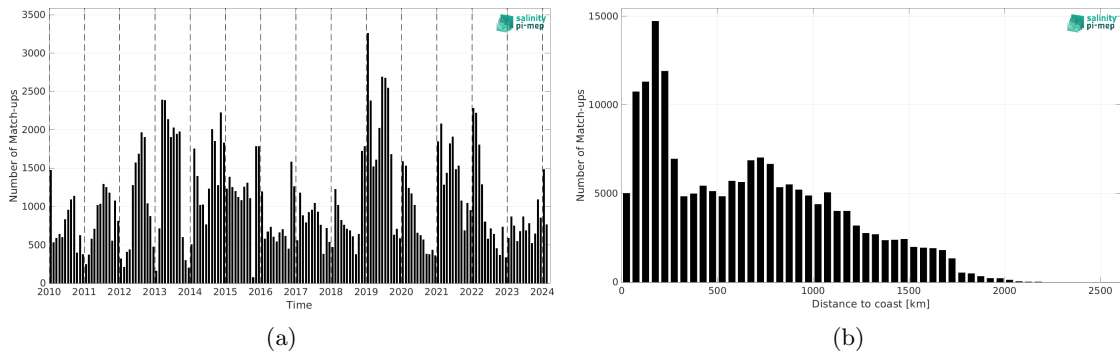 3500
3000
2500
2000
1500
1000
500
0
Number of Match-ups
2010 2011 2012 2013 2014 2015 2016 2017 2018 2019 2020 2021 2022 2023 2024
Time
salinity
pi-mep
(a)
15000
10000
5000
0
Number of Match-ups
0 500 1000 1500 2000 2500
Distance to coast [km]
salinity
pi-mep
(b)